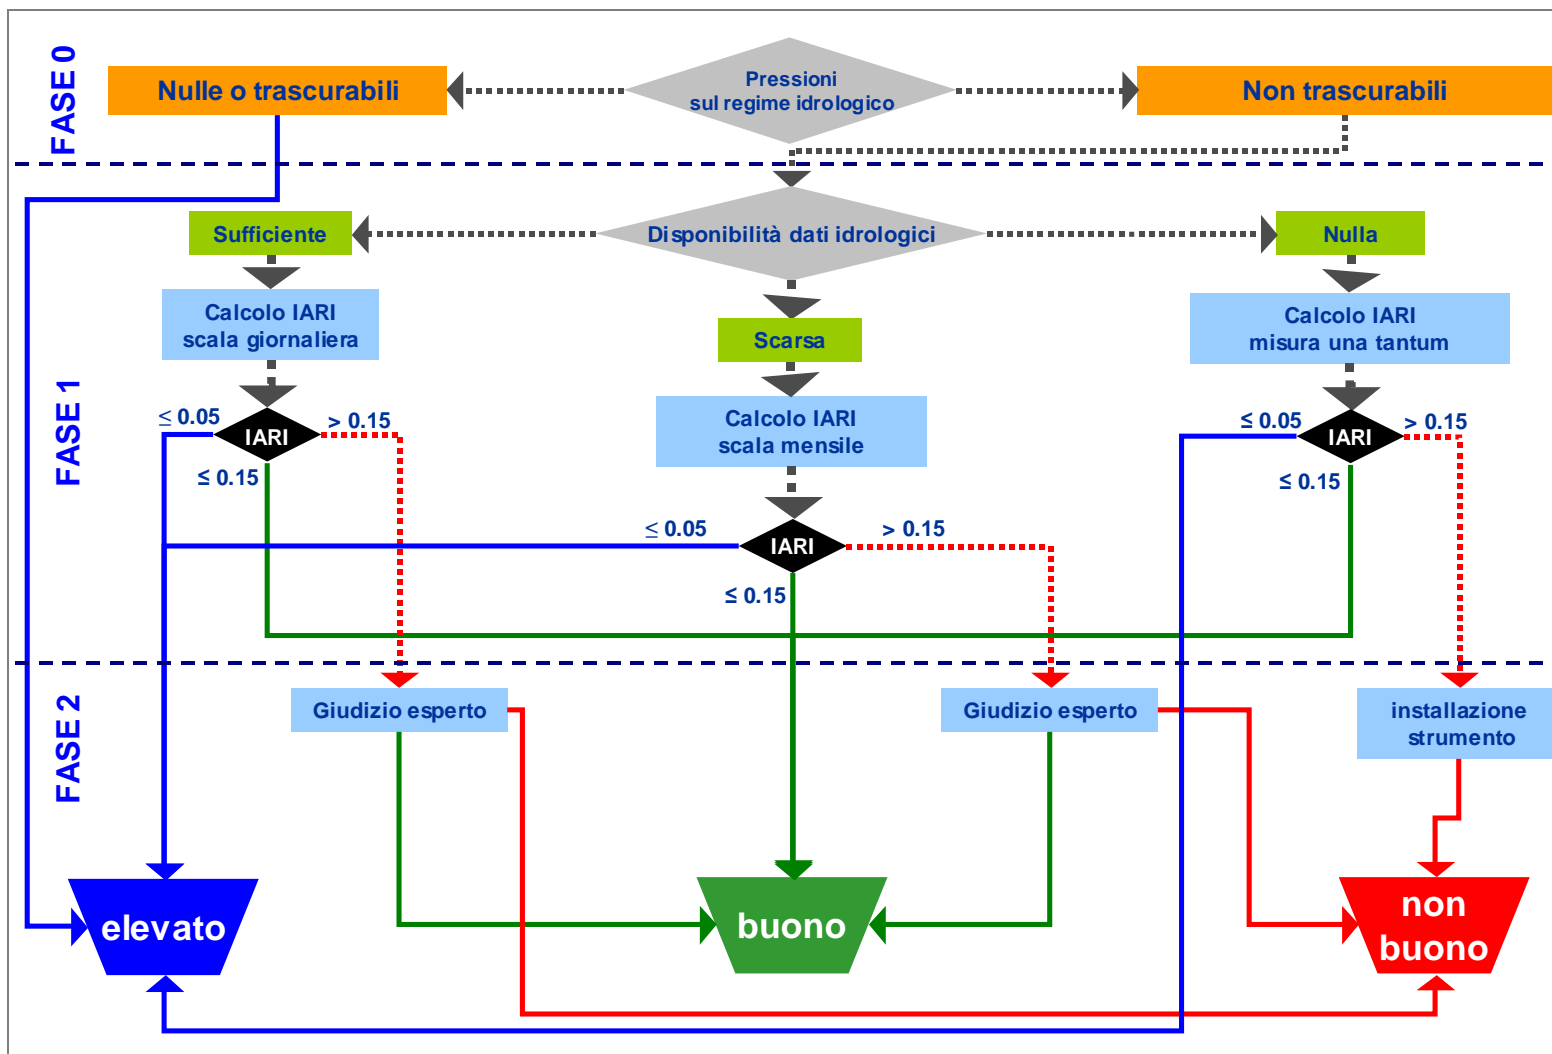 FASE 0
Nulle o trascurabili
Pressioni
sul regime idrologico
Non trascurabili
FASE 1
Sufficiente
Disponibilità dati idrologici
Nulla
Calcolo IARI
scala giornaliera
Scarsa
Calcolo IARI
misura una tantum
≤ 0.05
IARI
> 0.15
≤ 0.15
Calcolo IARI
scala mensile
≤ 0.05
IARI
> 0.15
≤ 0.15
≤ 0.05
IARI
> 0.15
≤ 0.15
FASE 2
Giudizio esperto
Giudizio esperto
installazione
strumento
elevato
buono
non
buono